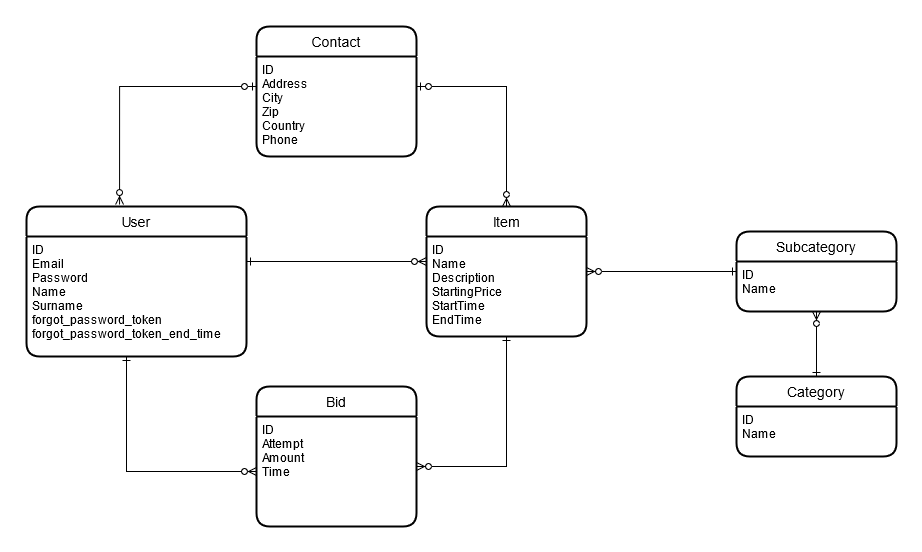 Contact
ID
Address
City
Zip
Country
Phone
User
ID
Email
Password
Name
Surname
forgot_password_token
forgot_password_token_end_time
Item
ID
Name
Description
StartingPrice
StartTime
EndTime
Subcategory
ID
Name
Bid
ID
Attempt
Amount
Time
Category
ID
Name